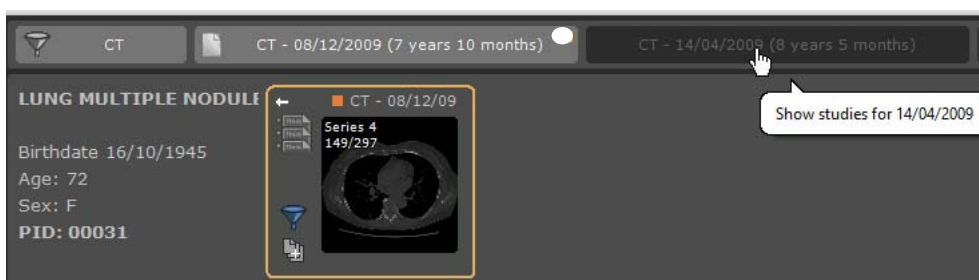 CT
CT - 08/12/2009 (7 years 10 months)
CT - 14/04/2009 (8 years 5 months)
Show studies for 14/04/2009
LUNG MULTIPLE NODULE
Birthdate 16/10/1945
Age: 72
Sex: F
PID: 00031
CT - 08/12/09
Series 4
149/297